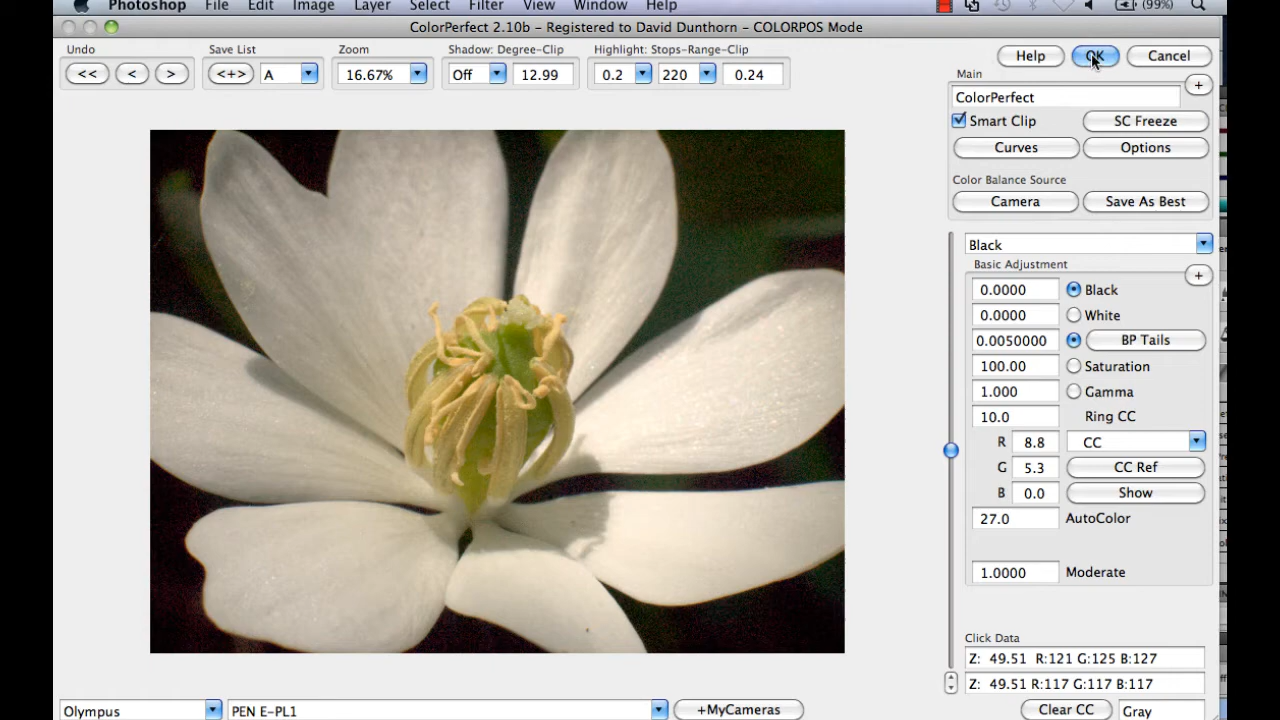 Photoshop File Edit Image Layer Select Filter View Window Help (99%)
ColorPerfect 2.10b - Registered to David Dunthorn - COLORPOS Mode
Undo Save List Zoom Shadow: Degree-Clip Highlight: Stops-Range-Clip
<< < > <+> A 16.67% Off 12.99 0.2 220 0.24
Help OK Cancel
Main
+
ColorPerfect
Smart Clip SC Freeze
Curves Options
Color Balance Source
Camera Save As Best
Black
Basic Adjustment
+
0.0000 Black
0.0000 White
0.0050000 BP Tails
100.00 Saturation
1.000 Gamma
10.0 Ring CC
R 8.8 CC
G 5.3 CC Ref
B 0.0 Show
27.0 AutoColor
1.0000 Moderate
Click Data
Z: 49.51 R:121 G:125 B:127
Z: 49.51 R:117 G:117 B:117
Olympus PEN E-PL1 +MyCameras Clear CC Gray